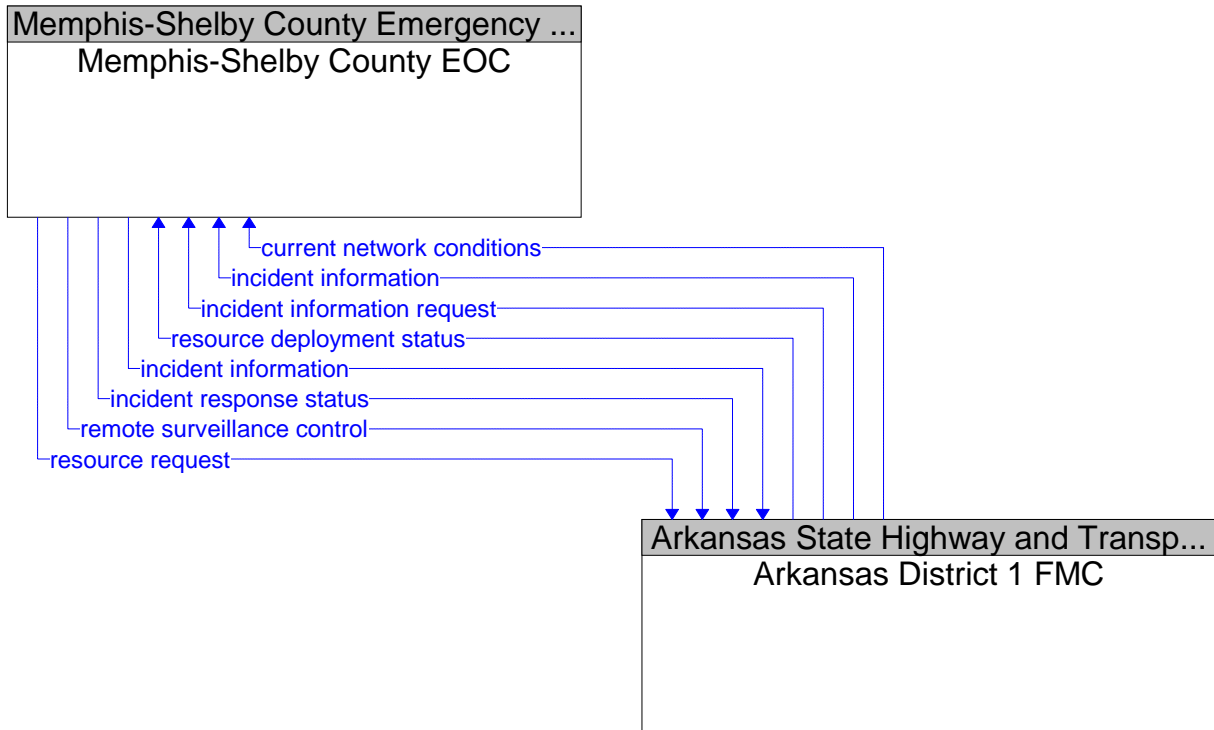 Memphis-Shelby County Emergency ...
Memphis-Shelby County EOC
current network conditions
incident information
incident information request
resource deployment status
incident information
incident response status
remote surveillance control
resource request
Arkansas State Highway and Transp...
Arkansas District 1 FMC